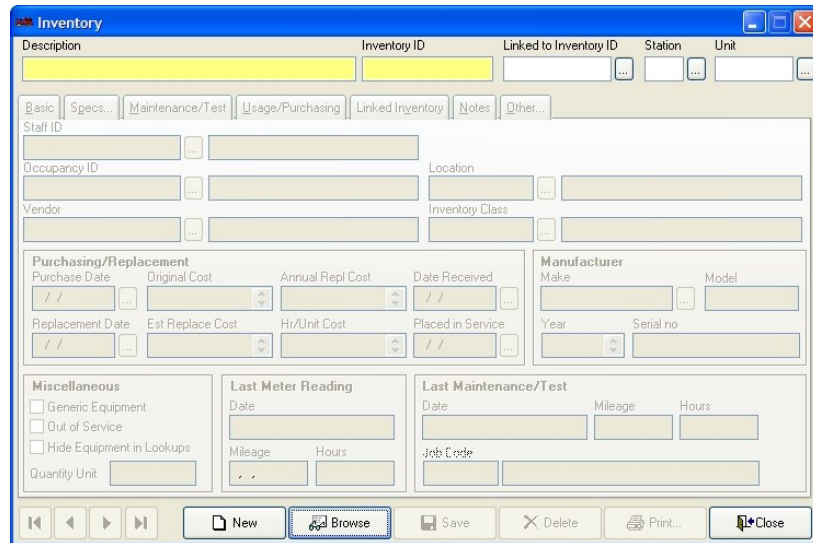 Inventory
Description Inventory ID Linked to Inventory ID Station Unit
... ... ...
Basic Specs... Maintenance/Test Usage/Purchasing Linked Inventory Notes Other...
Staff ID
...
Occupancy ID Location
... ...
Vendor Inventory Class
... ...
Purchasing/Replacement Manufacturer
Purchase Date Original Cost Annual Repl Cost Date Received Make Model
/ / ... / / ... ...
Replacement Date Est Replace Cost Hr/Unit Cost Placed in Service Year Serial no
/ / ... / / ...
Miscellaneous Last Meter Reading Last Maintenance/Test
Generic Equipment Date Date Mileage Hours
Out of Service
Hide Equipment in Lookups Mileage Hours Job Code
Quantity Unit , ,
New Browse Save Delete Print... Close